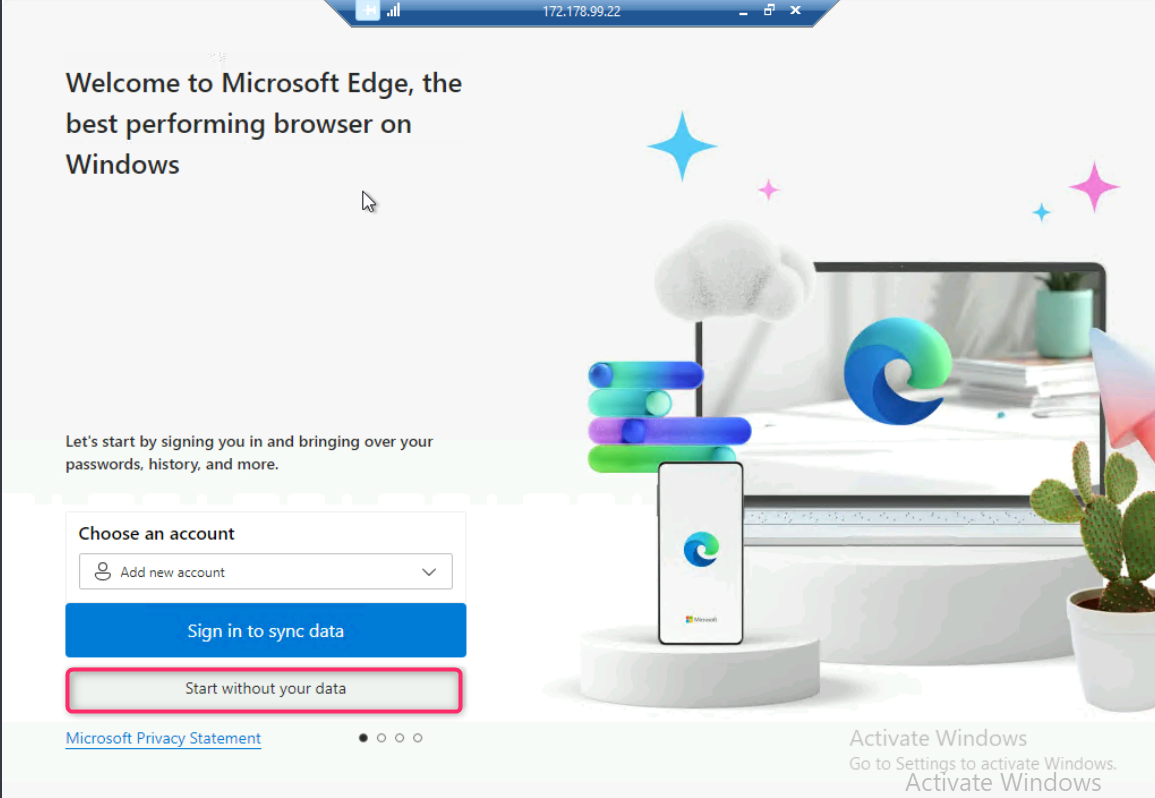 172.178.99.22
Welcome to Microsoft Edge, the
best performing browser on
Windows
Let's start by signing you in and bringing over your
passwords, history, and more.
Choose an account
Add new account
Sign in to sync data
Start without your data
Microsoft Privacy Statement
Microsoft
Activate Windows
Go to Settings to activate Windows.
Activate Windows